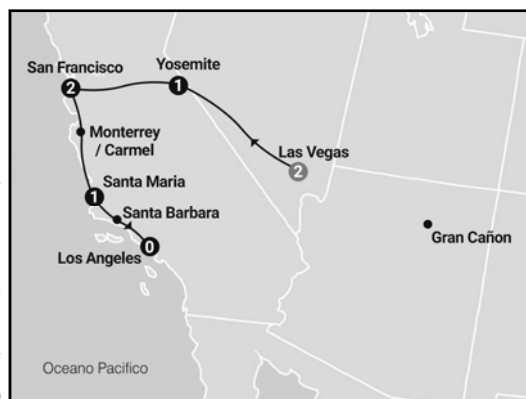 Yosemite
San Francisco
1
2
Monterrey
/ Carmel
Las Vegas
2
Santa Maria
1
Santa Barbara
Gran Cañon
Los Angeles
0
Oceano Pacifico